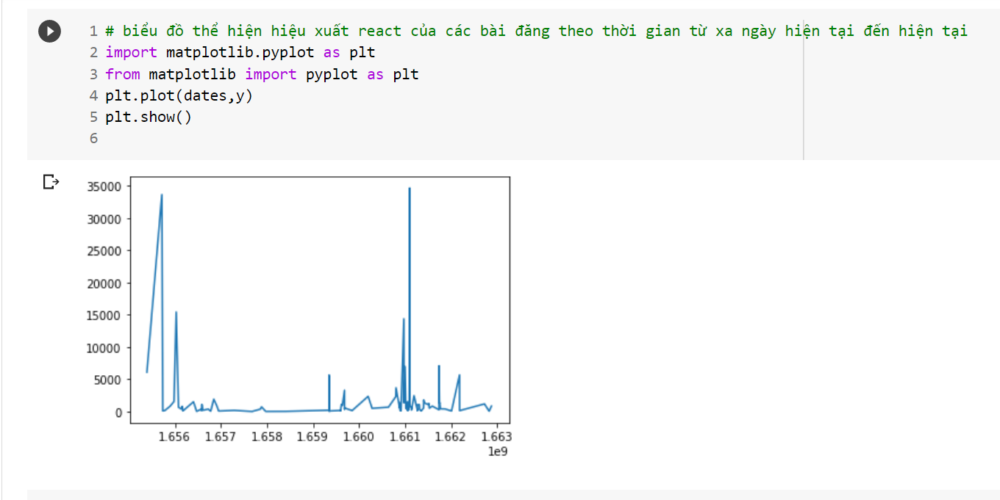 1 # biểu đồ thể hiện hiệu xuất react của các bài đăng theo thời gian từ xa ngày hiện tại đến hiện tại
2 import matplotlib.pyplot as plt
3 from matplotlib import pyplot as plt
4 plt.plot(dates,y)
5 plt.show()
6
35000
30000
25000
20000
15000
10000
5000
0
1.656 1.657 1.658 1.659 1.660 1.661 1.662 1.663
1e9